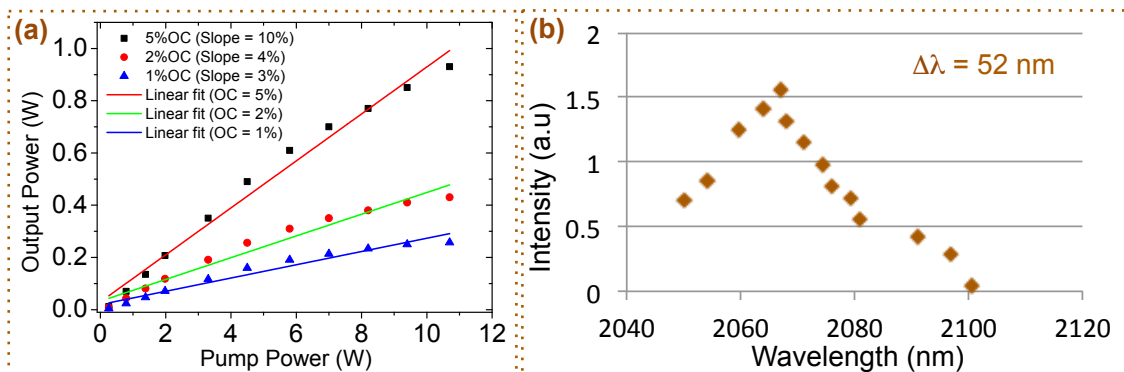 (a)
5%OC (Slope = 10%)
2%OC (Slope = 4%)
1%OC (Slope = 3%)
Linear fit (OC = 5%)
Linear fit (OC = 2%)
Linear fit (OC = 1%)
1.0
0.8
0.6
0.4
0.2
0.0
Output Power (W)
0 2 4 6 8 10 12
Pump Power (W)
(b)
Δλ = 52 nm
2
1.5
1
0.5
0
Intensity (a.u)
2040 2060 2080 2100 2120
Wavelength (nm)